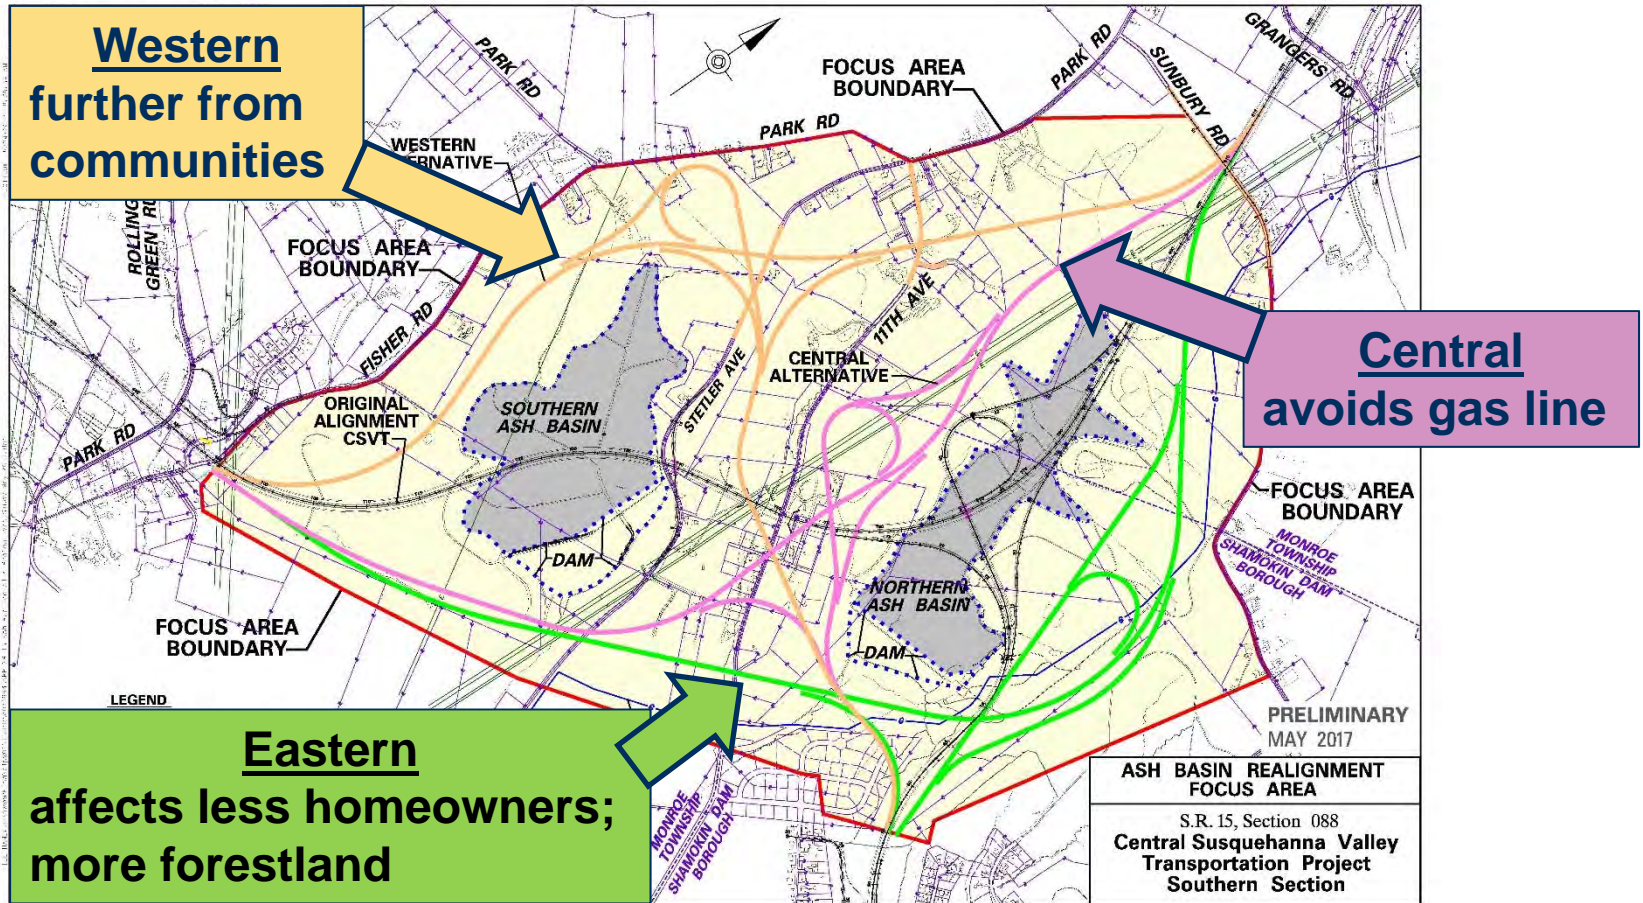 Western
further from
communities
PARK RD
FOCUS AREA
BOUNDARY
PARK RD
SUNBURY RD
GRANGERS RD
PARK RD
WESTERN
ERNATIVE
ROLLING
GREEN RD
FOCUS AREA
BOUNDARY
FISHER RD
11TH AVE
CENTRAL
ALTERNATIVE
Central
avoids gas line
STETLER AVE
ORIGINAL
ALIGNMENT
CSVT
SOUTHERN
ASH BASIN
PARK RD
FOCUS AREA
BOUNDARY
MONROE
TOWNSHIP
SHAMOKIN DAM
BOROUGH
DAM
NORTHERN
ASH BASIN
DAM
FOCUS AREA
BOUNDARY
LEGEND
Eastern
affects less homeowners;
more forestland
MONROE
TOWNSHIP
SHAMOKIN DAM
BOROUGH
PRELIMINARY
MAY 2017
ASH BASIN REALIGNMENT
FOCUS AREA
S.R. 15, Section 088
Central Susquehanna Valley
Transportation Project
Southern Section